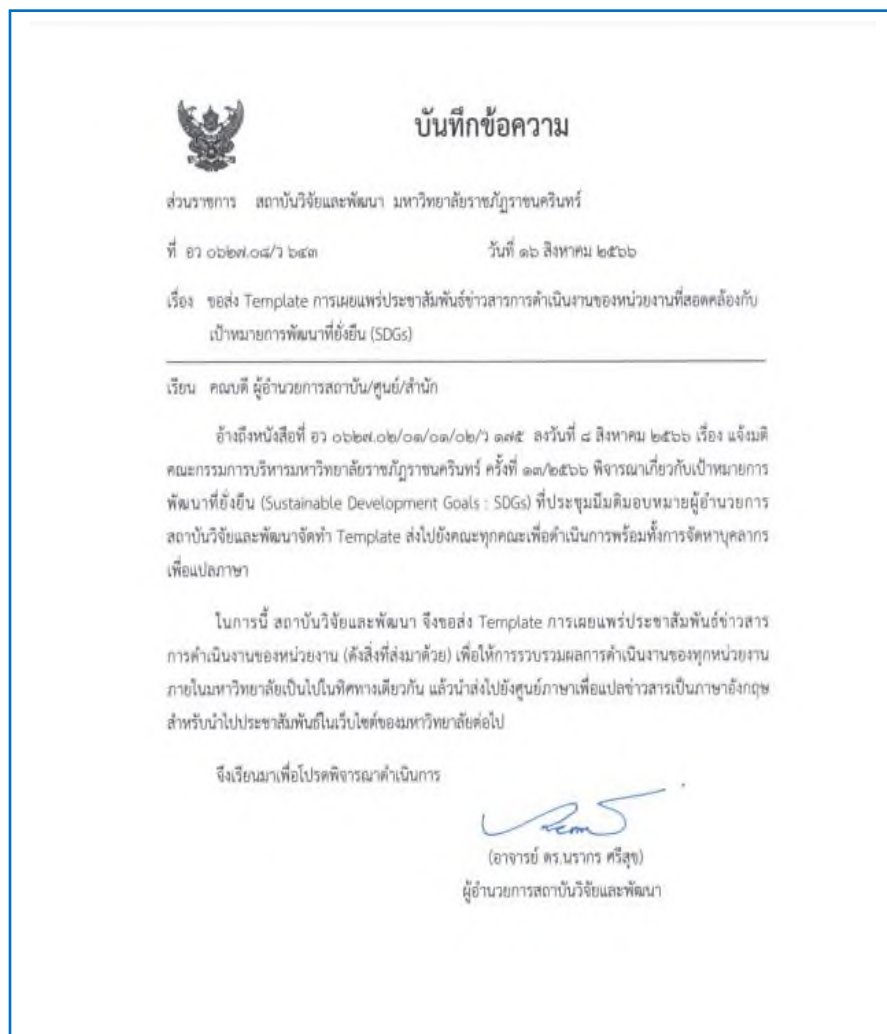 บันทึกข้อความ
ส่วนราชการ สถาบันวิจัยและพัฒนา มหาวิทยาลัยราชภัฏราชนครินทร์
ที่ อว ๐๖๒๗.๐๘/ว ๖๔๓ วันที่ ๑๖ สิงหาคม ๒๕๖๖
เรื่อง ขอส่ง Template การเผยแพร่ประชาสัมพันธ์ข่าวสารการดำเนินงานของหน่วยงานที่สอดคล้องกับ
เป้าหมายการพัฒนาที่ยั่งยืน (SDGs)
เรียน คณบดี ผู้อำนวยการสถาบัน/ศูนย์/สำนัก
อ้างถึงหนังสือที่ อว ๐๖๒๗.๐๒/๐๑/๐๑/๐๒/ว ๑๗๕ ลงวันที่ ๘ สิงหาคม ๒๕๖๖ เรื่อง แจ้งมติ
คณะกรรมการบริหารมหาวิทยาลัยราชภัฏราชนครินทร์ ครั้งที่ ๑๓/๒๕๖๖ พิจารณาเกี่ยวกับเป้าหมายการ
พัฒนาที่ยั่งยืน (Sustainable Development Goals : SDGs) ที่ประชุมมีมติมอบหมายผู้อำนวยการ
สถาบันวิจัยและพัฒนาจัดทำ Template ส่งไปยังคณะทุกคณะเพื่อดำเนินการพร้อมทั้งการจัดหาบุคลากร
เพื่อแปลภาษา
ในการนี้ สถาบันวิจัยและพัฒนา จึงขอส่ง Template การเผยแพร่ประชาสัมพันธ์ข่าวสาร
การดำเนินงานของหน่วยงาน (ดังสิ่งที่ส่งมาด้วย) เพื่อให้การรวบรวมผลการดำเนินงานของทุกหน่วยงาน
ภายในมหาวิทยาลัยเป็นไปในทิศทางเดียวกัน แล้วนำส่งไปยังศูนย์ภาษาเพื่อแปลข่าวสารเป็นภาษาอังกฤษ
สำหรับนำไปประชาสัมพันธ์ในเว็บไซต์ของมหาวิทยาลัยต่อไป
จึงเรียนมาเพื่อโปรดพิจารณาดำเนินการ
(อาจารย์ ดร.นรากร ศรีสุข)
ผู้อำนวยการสถาบันวิจัยและพัฒนา